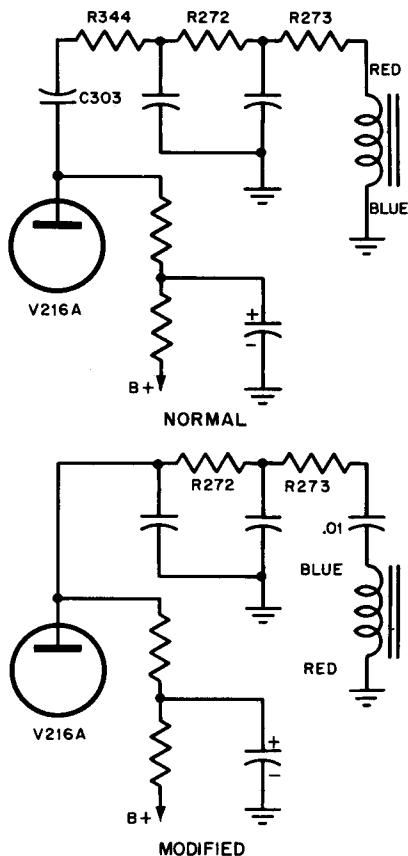 R344 R272 R273
RED
C303
BLUE
V216A
+
-
B+
NORMAL
R272 R273
.01
BLUE
RED
V216A
+
-
B+
MODIFIED